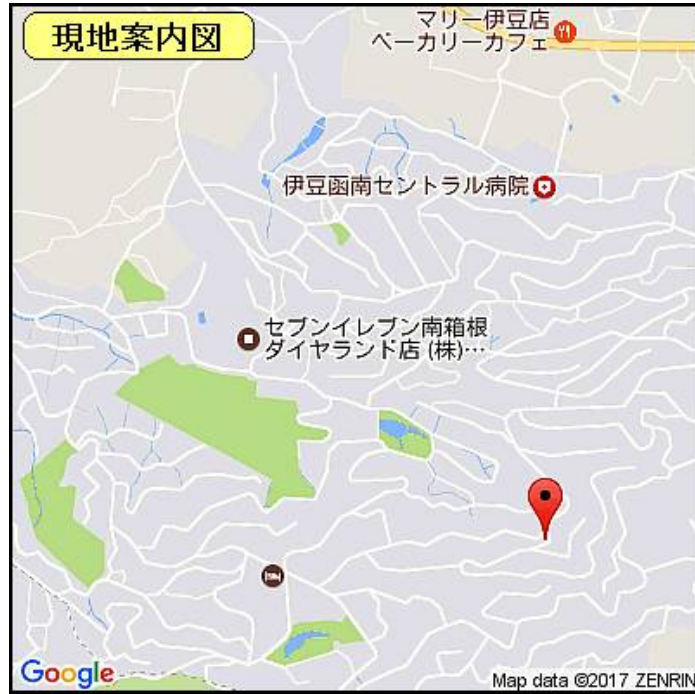 現地案内図
マリー伊豆店
ベーカリーカフェ
伊豆函南セントラル病院
セブンイレブン南箱根
ダイヤランド店 (株)…
Google
Map data ©2017 ZENRIN